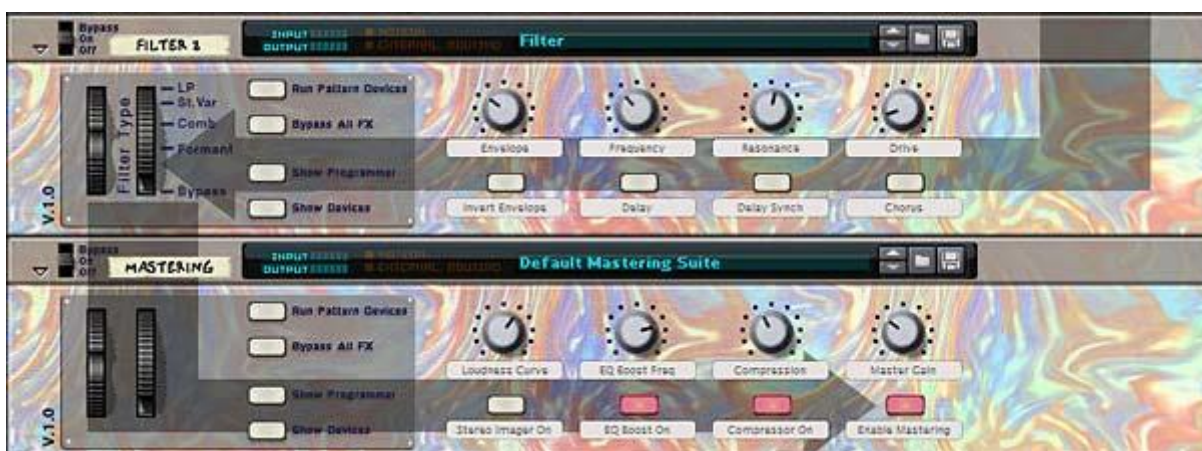 Bypass
On
Off
FILTER 2
INPUT
OUTPUT
Filter
Filter Type
LP
St.Var
Comb
Formant
Bypass
Run Pattern Devices
Bypass All FX
Show Programmer
Show Devices
Envelope
Frequency
Resonance
Drive
Invert Envelope
Delay
Delay Synch
Chorus
V.1.0
Bypass
On
Off
MASTERING
INPUT
OUTPUT
Default Mastering Suite
Run Pattern Devices
Bypass All FX
Show Programmer
Show Devices
Loudness Curve
EQ Boost Freq
Compression
Master Gain
Stereo Imager On
EQ Boost On
Compressor On
Enable Mastering
V.1.0